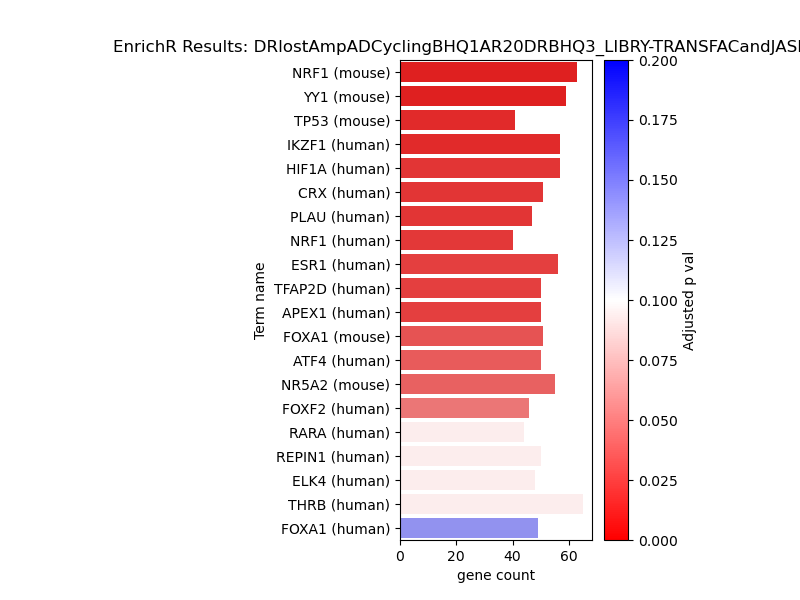 EnrichR Results: DRlostAmpADCyclingBHQ1AR20DRBHQ3_LIBRY-TRANSFACandJASP
NRF1 (mouse)
YY1 (mouse)
TP53 (mouse)
IKZF1 (human)
HIF1A (human)
CRX (human)
PLAU (human)
NRF1 (human)
ESR1 (human)
TFAP2D (human)
APEX1 (human)
FOXA1 (mouse)
ATF4 (human)
NR5A2 (mouse)
FOXF2 (human)
RARA (human)
REPIN1 (human)
ELK4 (human)
THRB (human)
FOXA1 (human)
Term name
0 20 40 60
gene count
0.200
0.175
0.150
0.125
0.100
0.075
0.050
0.025
0.000
Adjusted p val